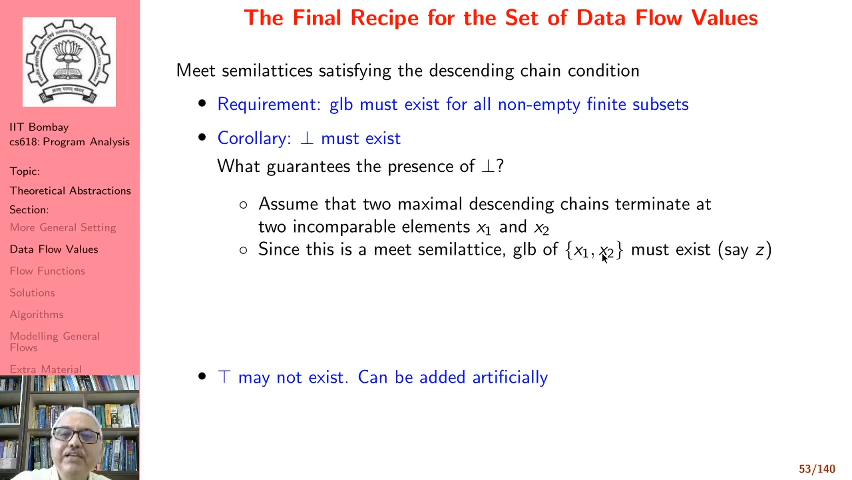 The Final Recipe for the Set of Data Flow Values
IIT Bombay
cs618: Program Analysis
Topic:
Theoretical Abstractions
Section:
More General Setting
Data Flow Values
Flow Functions
Solutions
Algorithms
Modelling General
Flows
Extra Material
Meet semilattices satisfying the descending chain condition
• Requirement: glb must exist for all non-empty finite subsets
• Corollary: ⊥ must exist
What guarantees the presence of ⊥?
○ Assume that two maximal descending chains terminate at
two incomparable elements x₁ and x₂
○ Since this is a meet semilattice, glb of {x₁, x₂} must exist (say z)
• ⊤ may not exist. Can be added artificially
53/140